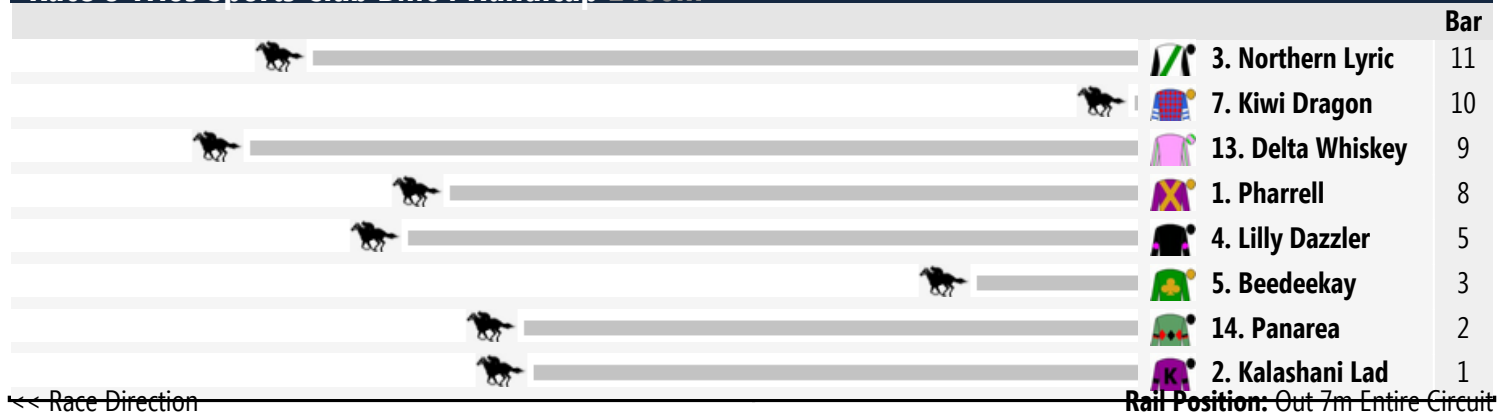 Bar
3. Northern Lyric 11
7. Kiwi Dragon 10
13. Delta Whiskey 9
1. Pharrell 8
4. Lilly Dazzler 5
5. Beedeekay 3
14. Panarea 2
K 2. Kalashani Lad 1
<< Race Direction Rail Position: Out 7m Entire Circuit